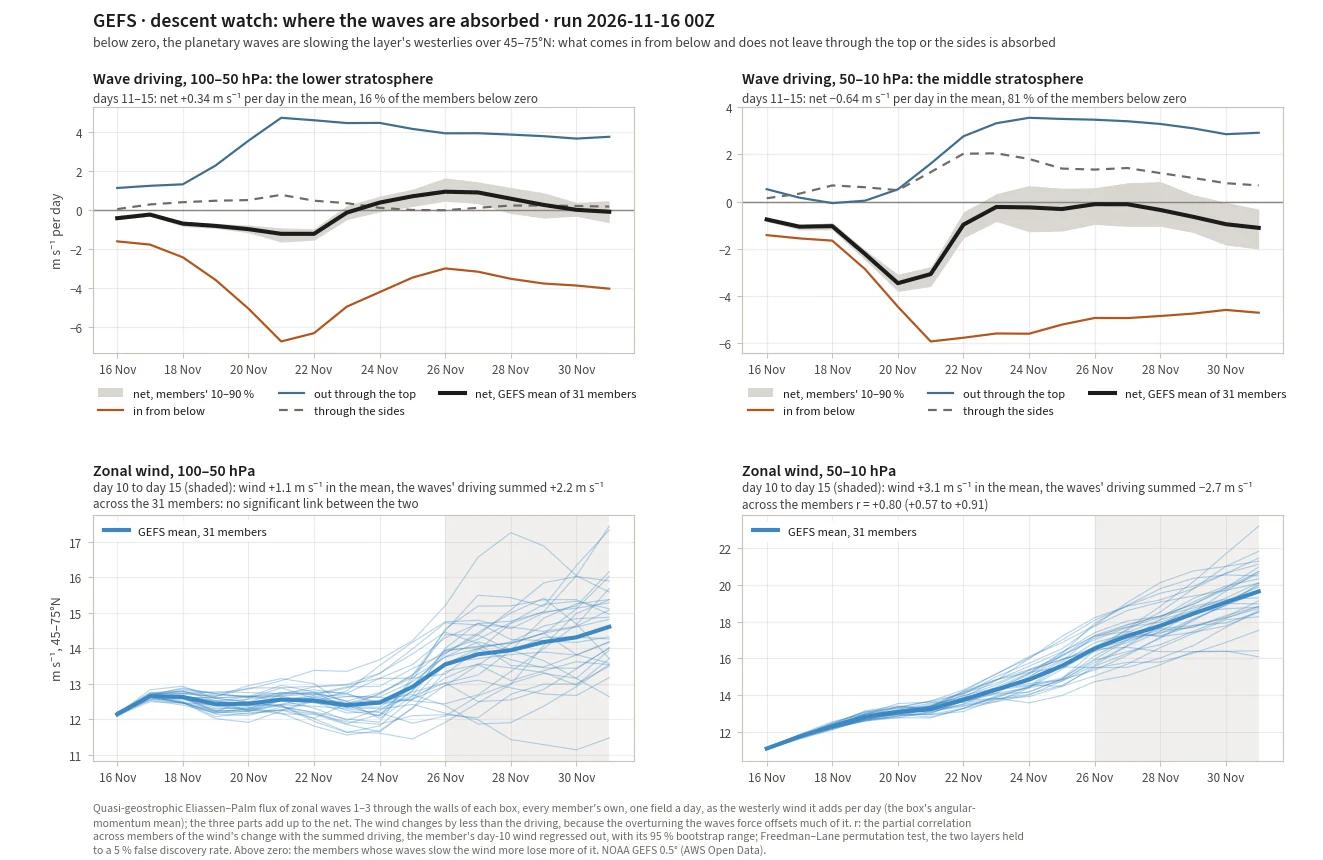 GEFS · descent watch: where the waves are absorbed · run 2026-11-16 00Z
below zero, the planetary waves are slowing the layer's westerlies over 45–75°N: what comes in from below and does not leave through the top or the sides is absorbed
Wave driving, 100–50 hPa: the lower stratosphere
days 11–15: net +0.34 m s⁻¹ per day in the mean, 16 % of the members below zero
m s⁻¹ per day
4
2
0
−2
−4
−6
16 Nov 18 Nov 20 Nov 22 Nov 24 Nov 26 Nov 28 Nov 30 Nov
net, members' 10–90 % out through the top net, GEFS mean of 31 members
in from below through the sides
Wave driving, 50–10 hPa: the middle stratosphere
days 11–15: net −0.64 m s⁻¹ per day in the mean, 81 % of the members below zero
4
2
0
−2
−4
−6
16 Nov 18 Nov 20 Nov 22 Nov 24 Nov 26 Nov 28 Nov 30 Nov
net, members' 10–90 % out through the top net, GEFS mean of 31 members
in from below through the sides
Zonal wind, 100–50 hPa
day 10 to day 15 (shaded): wind +1.1 m s⁻¹ in the mean, the waves' driving summed +2.2 m s⁻¹
across the 31 members: no significant link between the two
GEFS mean, 31 members
m s⁻¹, 45–75°N
17
16
15
14
13
12
11
16 Nov 18 Nov 20 Nov 22 Nov 24 Nov 26 Nov 28 Nov 30 Nov
Zonal wind, 50–10 hPa
day 10 to day 15 (shaded): wind +3.1 m s⁻¹ in the mean, the waves' driving summed −2.7 m s⁻¹
across the members r = +0.80 (+0.57 to +0.91)
GEFS mean, 31 members
22
20
18
16
14
12
16 Nov 18 Nov 20 Nov 22 Nov 24 Nov 26 Nov 28 Nov 30 Nov
Quasi-geostrophic Eliassen–Palm flux of zonal waves 1–3 through the walls of each box, every member's own, one field a day, as the westerly wind it adds per day (the box's angular-
momentum mean); the three parts add up to the net. The wind changes by less than the driving, because the overturning the waves force offsets much of it. r: the partial correlation
across members of the wind's change with the summed driving, the member's day-10 wind regressed out, with its 95 % bootstrap range; Freedman–Lane permutation test, the two layers held
to a 5 % false discovery rate. Above zero: the members whose waves slow the wind more lose more of it. NOAA GEFS 0.5° (AWS Open Data).